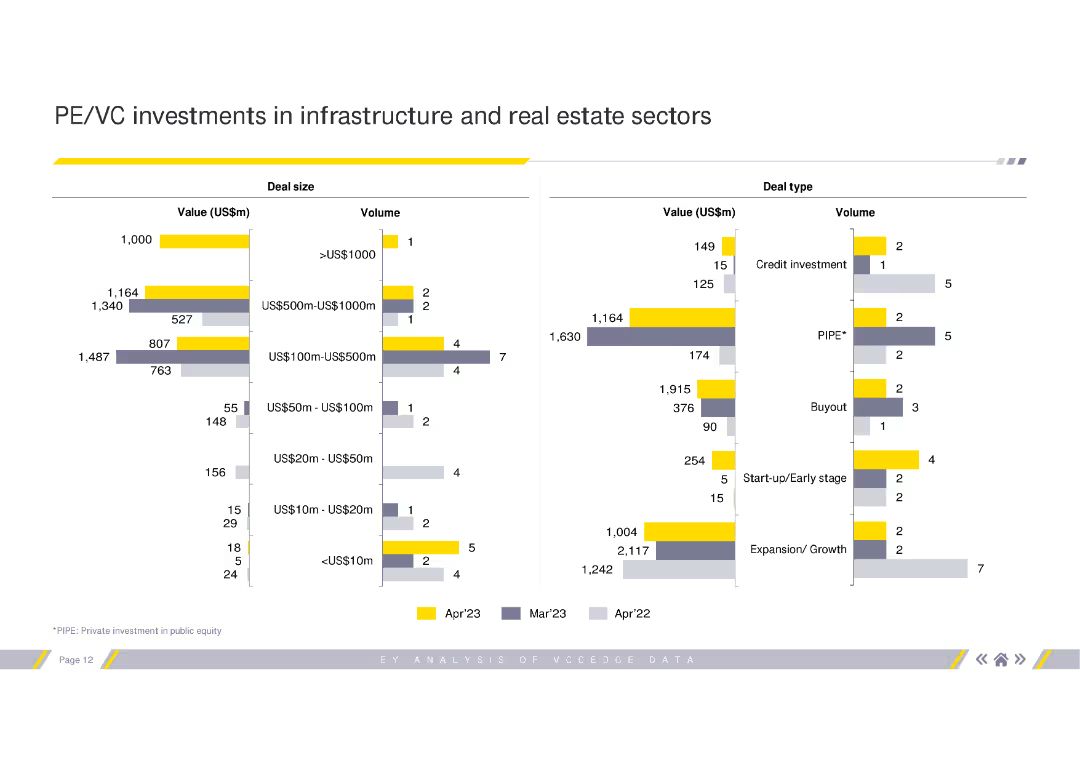 PE/VC investments in infrastructure and real estate sectors
Deal size
Value (US$m)
Volume
1,000
>US$1000
1
1,164
1,340
527
US$500m-US$1000m
2
2
1
807
1,487
763
US$100m-US$500m
4
7
4
55
148
US$50m - US$100m
1
2
156
US$20m - US$50m
4
15
29
US$10m - US$20m
1
2
18
5
24
<US$10m
5
2
4
Deal type
Value (US$m)
Volume
149
15
125
Credit investment
2
1
5
1,164
1,630
174
PIPE*
2
5
2
1,915
376
90
Buyout
2
3
1
254
5
15
Start-up/Early stage
4
2
2
1,004
2,117
1,242
Expansion/ Growth
2
2
7
Apr'23 Mar'23 Apr'22
*PIPE: Private investment in public equity
Page 12
EY ANALYSIS OF VCCEDGE DATA